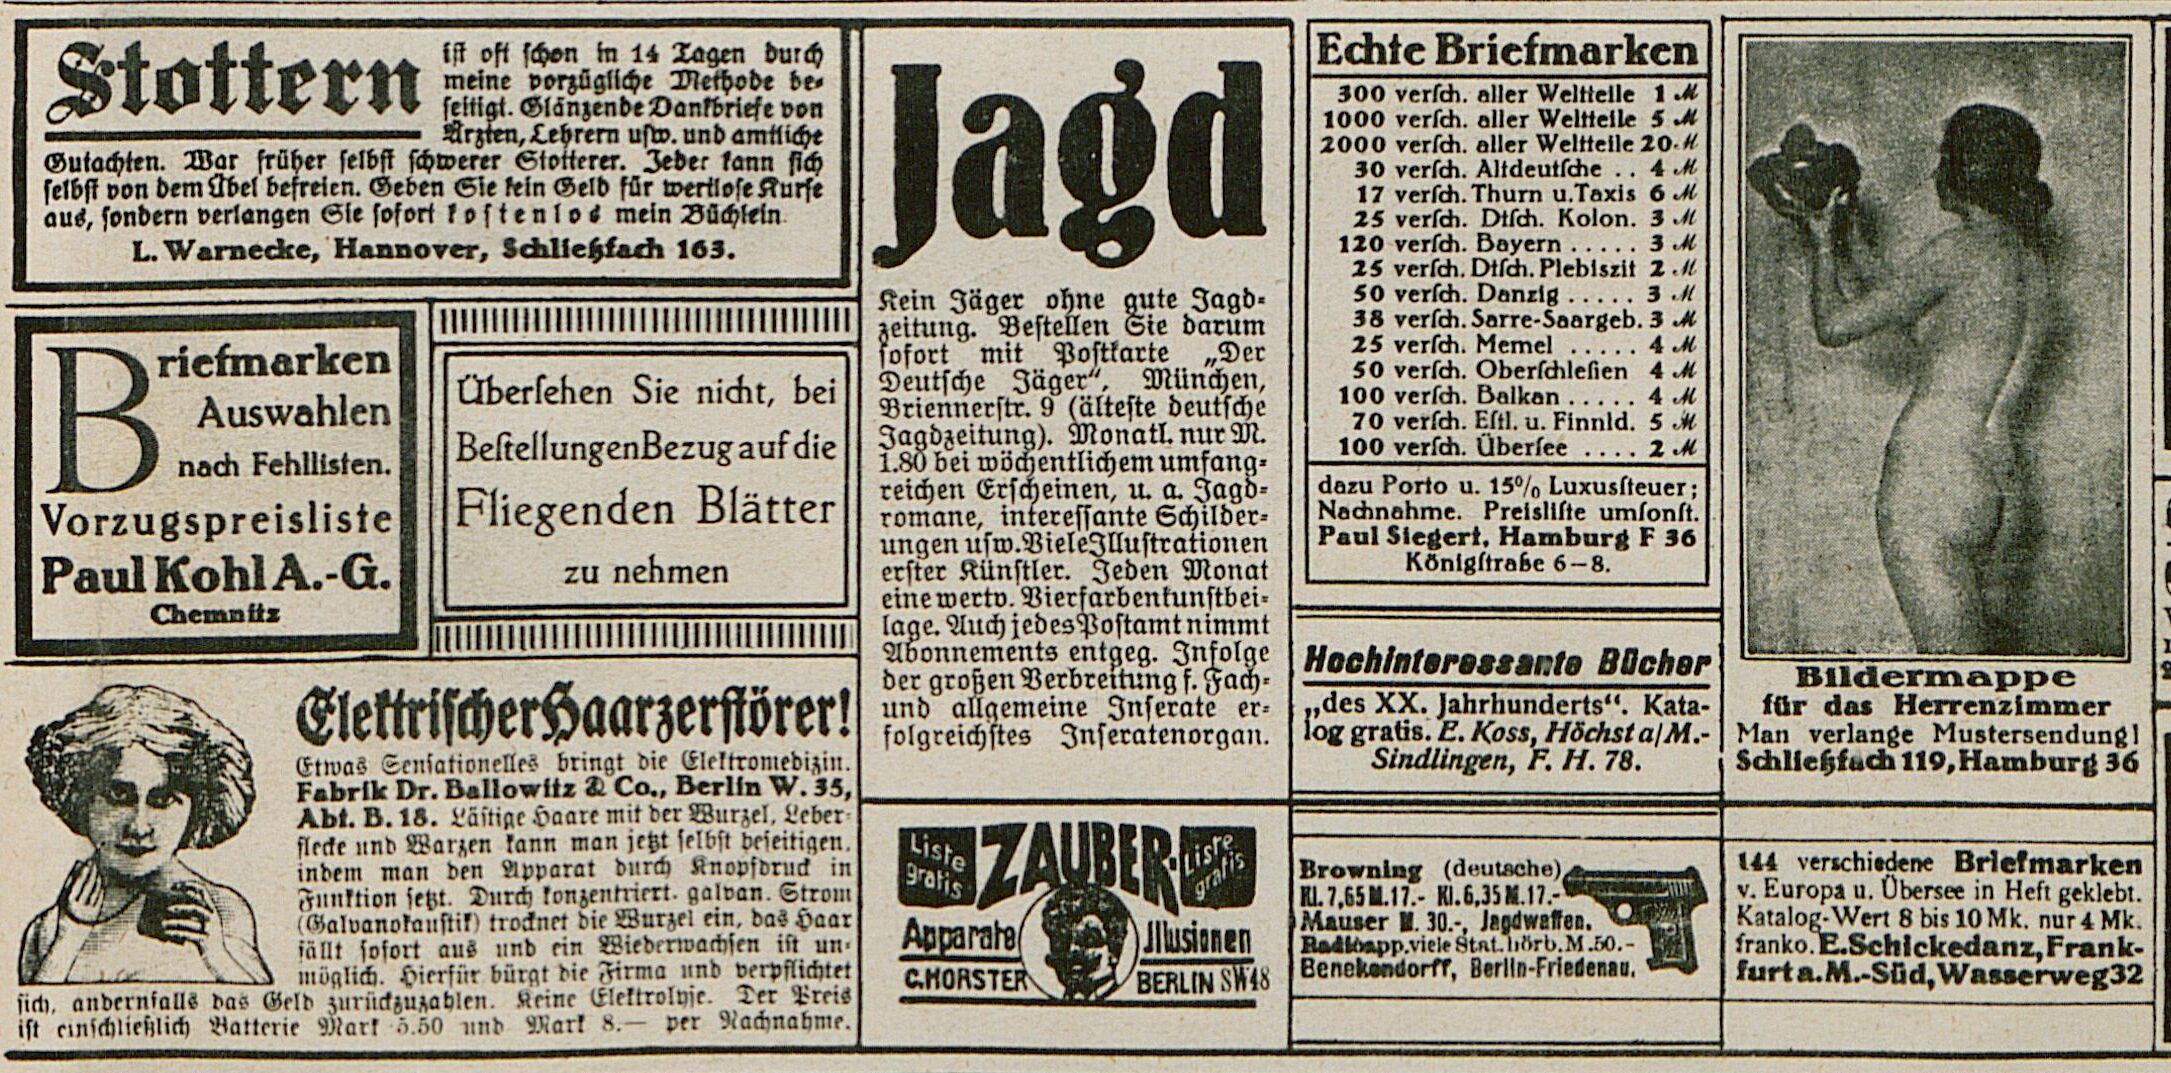 Stottern
ist oft schon in 14 Tagen durch
meine vorzügliche Methode be-
seitigt. Glänzende Dankbriefe von
Ärzten, Lehrern usw. und amtliche
Gutachten. War früher selbst schwerer Stotterer. Jeder kann sich
selbst von dem Übel befreien. Geben Sie kein Geld für wertlose Kurse
aus, sondern verlangen Sie sofort kostenlos mein Büchlein.
L. Warnecke, Hannover, Schließfach 163.
Briefmarken
Auswahlen
nach Fehllisten.
Vorzugspreisliste
Paul Kohl A.-G.
Chemnitz
Übersehen Sie nicht, bei
Bestellungen Bezug auf die
Fliegenden Blätter
zu nehmen
Elektrischer Haarzerstörer!
Etwas Sensationelles bringt die Elektromedizin.
Fabrik Dr. Ballowitz & Co., Berlin W. 35,
Abt. B. 18. Lästige Haare mit der Wurzel, Leber-
flecke und Warzen kann man jetzt selbst beseitigen,
indem man den Apparat durch Knopfdruck in
Funktion setzt. Durch konzentriert. galvan. Strom
(Galvanokaustik) trocknet die Wurzel ein, das Haar
fällt sofort aus und ein Wiederwachsen ist un-
möglich. Hierfür bürgt die Firma und verpflichtet
sich, andernfalls das Geld zurückzuzahlen. Keine Elektrolyse. Der Preis
ist einschließlich Batterie Mark 5.50 und Mark 8.— per Nachnahme.
Jagd
Kein Jäger ohne gute Jagd-
zeitung. Bestellen Sie darum
sofort mit Postkarte „Der
Deutsche Jäger“, München,
Briennerstr. 9 (älteste deutsche
Jagdzeitung). Monatl. nur M.
1.80 bei wöchentlichem umfang-
reichen Erscheinen, u. a. Jagd-
romane, interessante Schilder-
ungen usw. Viele Illustrationen
erster Künstler. Jeden Monat
eine wertv. Vierfarbenkunstbei-
lage. Auch jedes Postamt nimmt
Abonnements entgeg. Infolge
der großen Verbreitung f. Fach-
und allgemeine Inserate er-
folgreichstes Inseratenorgan.
Liste gratis
ZAUBER-
Liste gratis
Apparate Illusionen
C. HORSTER BERLIN SW48
Echte Briefmarken
300 versch. aller Weltteile 1 M
1000 versch. aller Weltteile 5 M
2000 versch. aller Weltteile 20.M
30 versch. Altdeutsche . . 4 M
17 versch. Thurn u. Taxis 6 M
25 versch. Dtsch. Kolon. 3 M
120 versch. Bayern . . . . . 3 M
25 versch. Dtsch. Plebiszit 2 M
50 versch. Danzig . . . . . 3 M
38 versch. Sarre-Saargeb. 3 M
25 versch. Memel . . . . . 4 M
50 versch. Oberschlesien 4 M
100 versch. Balkan . . . . . 4 M
70 versch. Estl. u. Finnld. 5 M
100 versch. Übersee . . . . 2 M
dazu Porto u. 15% Luxussteuer;
Nachnahme. Preisliste umsonst.
Paul Siegert, Hamburg F 36
Königstraße 6–8.
Hochinteressante Bücher
„des XX. Jahrhunderts“. Kata-
log gratis. E. Koss, Höchst a/M.-
Sindlingen, F. H. 78.
Browning (deutsche)
Kl. 7,65 M. 17.- Kl. 6,35 M. 17.-
Mauser M. 30.-, Jagdwaffen.
Radioapp. viele Stat. hörb. M. 50.-
Benekendorff, Berlin-Friedenau.
Bildermappe
für das Herrenzimmer
Man verlange Mustersendung!
Schließfach 119, Hamburg 36
144 verschiedene Briefmarken
v. Europa u. Übersee in Heft geklebt.
Katalog-Wert 8 bis 10 Mk. nur 4 Mk.
franko. E. Schickedanz, Frank-
furt a. M.-Süd, Wasserweg 32